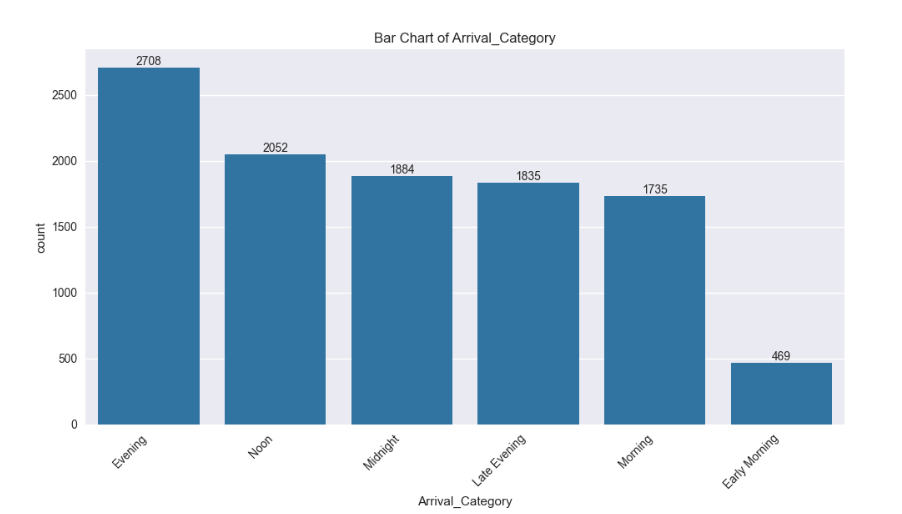 Bar Chart of Arrival_Category
2708
2052
1884
1835
1735
469
2500
2000
1500
1000
500
0
count
Evening
Noon
Midnight
Late Evening
Morning
Early Morning
Arrival_Category